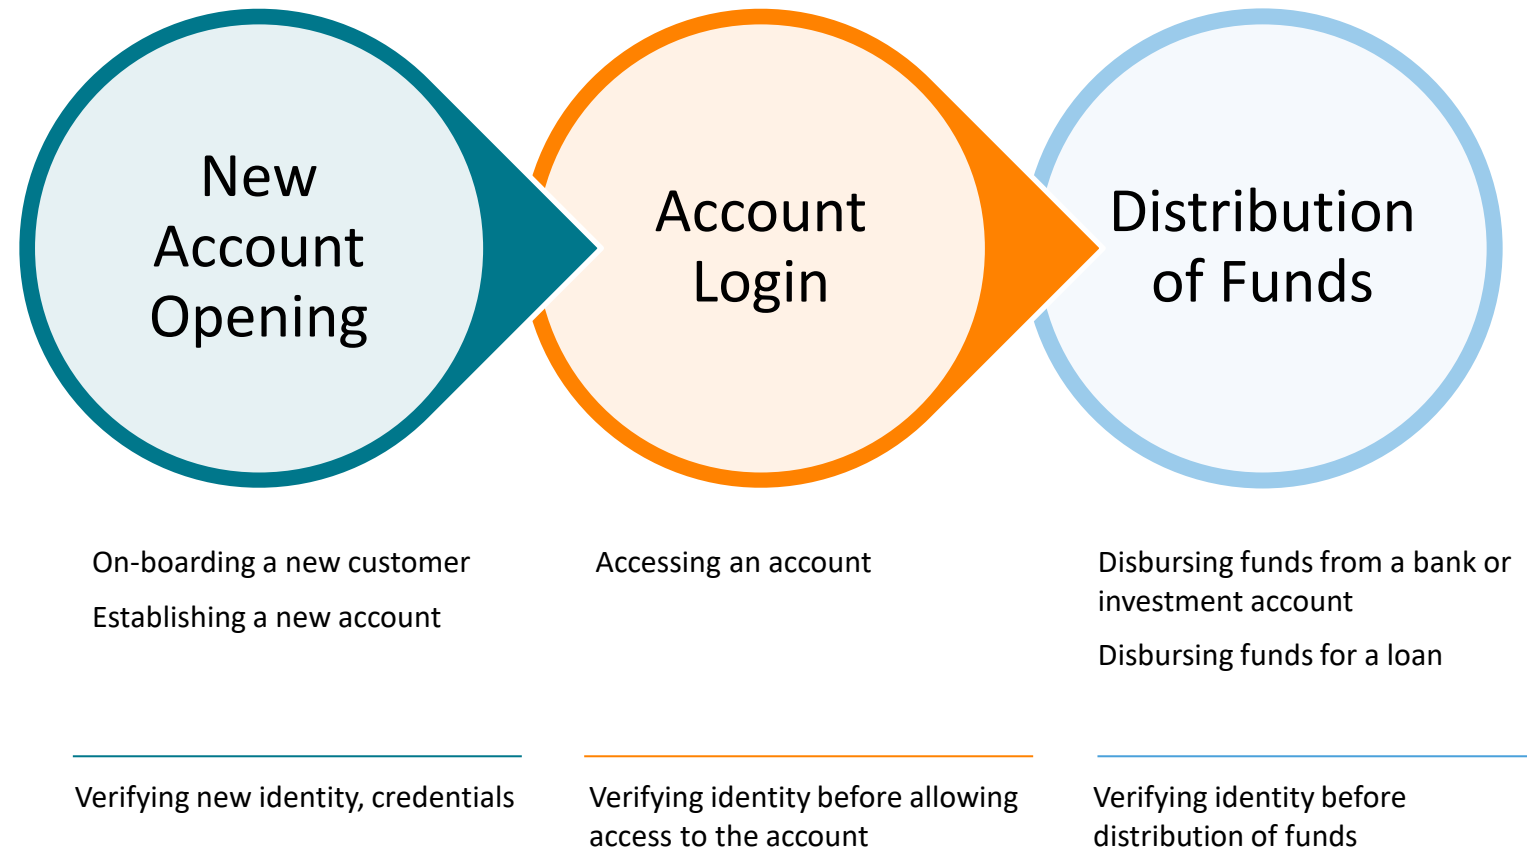 New
Account
Opening
Account
Login
Distribution
of Funds
On-boarding a new customer
Establishing a new account
Accessing an account
Disbursing funds from a bank or
investment account
Disbursing funds for a loan
Verifying new identity, credentials
Verifying identity before allowing
access to the account
Verifying identity before
distribution of funds